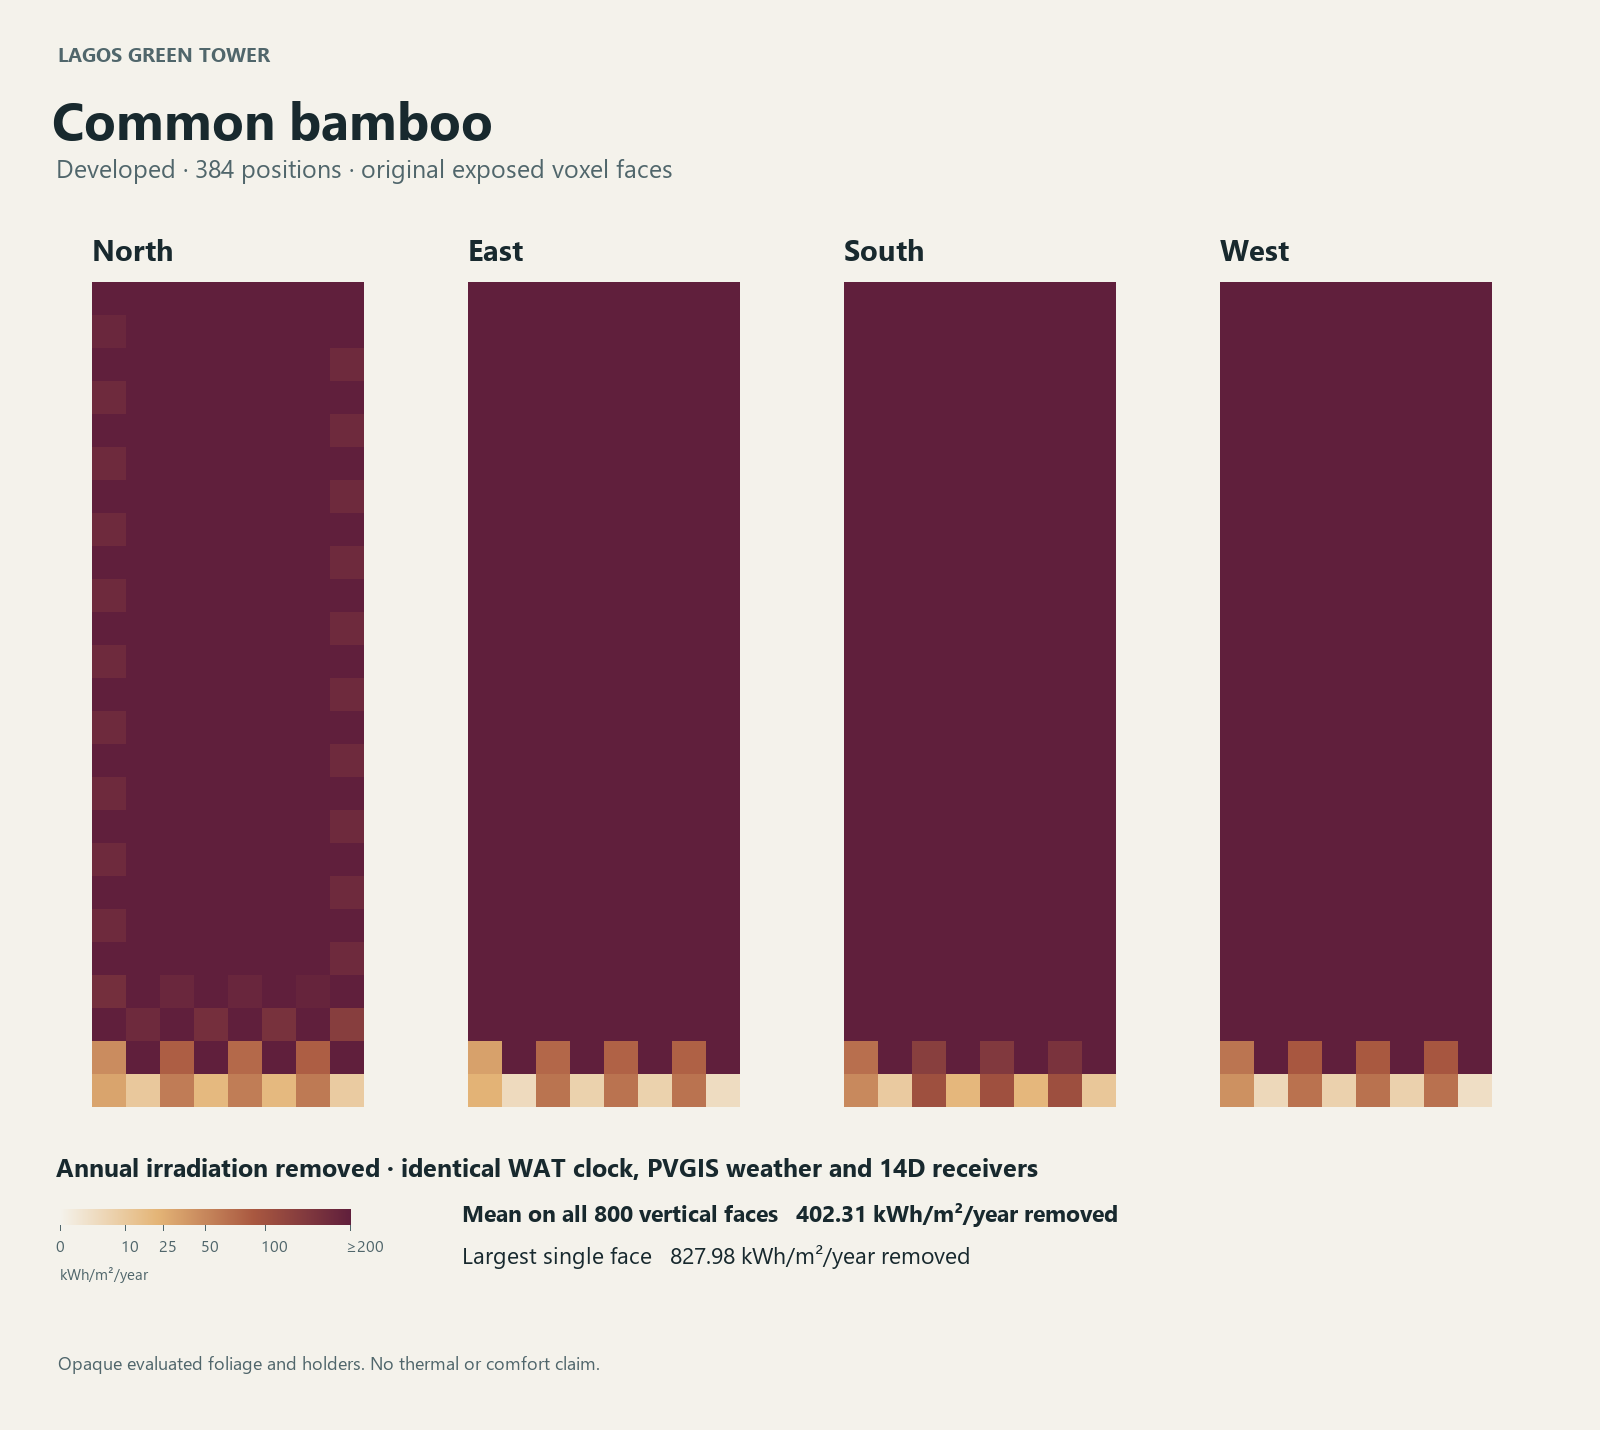 LAGOS GREEN TOWER
Common bamboo
Developed · 384 positions · original exposed voxel faces
North East South West
Annual irradiation removed · identical WAT clock, PVGIS weather and 14D receivers
Mean on all 800 vertical faces 402.31 kWh/m²/year removed
0 10 25 50 100 ≥200
Largest single face 827.98 kWh/m²/year removed
kWh/m²/year
Opaque evaluated foliage and holders. No thermal or comfort claim.